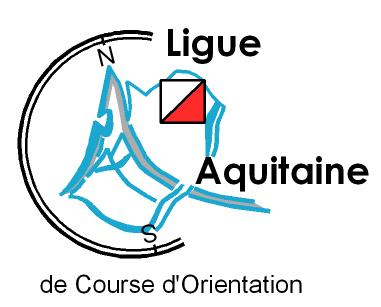 Ligue
N
Aquitaine
S
de Course d'Orientation